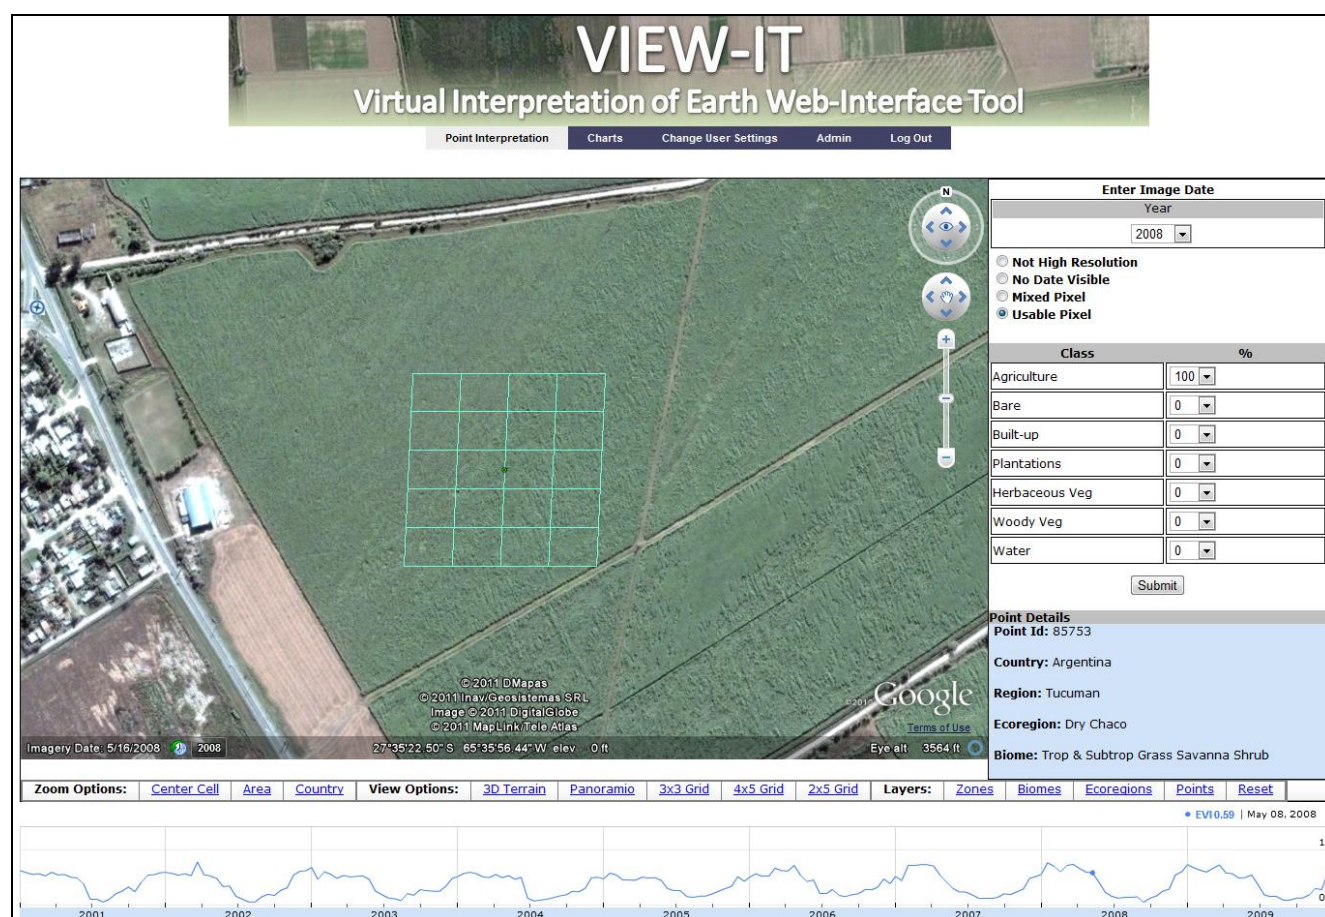 VIEW-IT
Virtual Interpretation of Earth Web-Interface Tool
Point Interpretation Charts Change User Settings Admin Log Out
N
Enter Image Date
Year
2008
Not High Resolution
No Date Visible
Mixed Pixel
Usable Pixel
Class %
Agriculture 100
Bare 0
Built-up 0
Plantations 0
Herbaceous Veg 0
Woody Veg 0
Water 0
Submit
Point Details
Point Id: 85753
Country: Argentina
Region: Tucuman
Ecoregion: Dry Chaco
Biome: Trop & Subtrop Grass Savanna Shrub
© 2011 DMapas
© 2011 Inav/Geosistemas SRL
Image © 2011 DigitalGlobe
© 2011 MapLink/Tele Atlas
©2010 Google
Terms of Use
Imagery Date: 5/16/2008 2008 27°35'22.50" S 65°35'56.44" W elev 0 ft Eye alt 3564 ft
Zoom Options: Center Cell Area Country View Options: 3D Terrain Panoramio 3x3 Grid 4x5 Grid 2x5 Grid Layers: Zones Biomes Ecoregions Points Reset
EVI 0.59 | May 08, 2008
1
0
2001 2002 2003 2004 2005 2006 2007 2008 2009